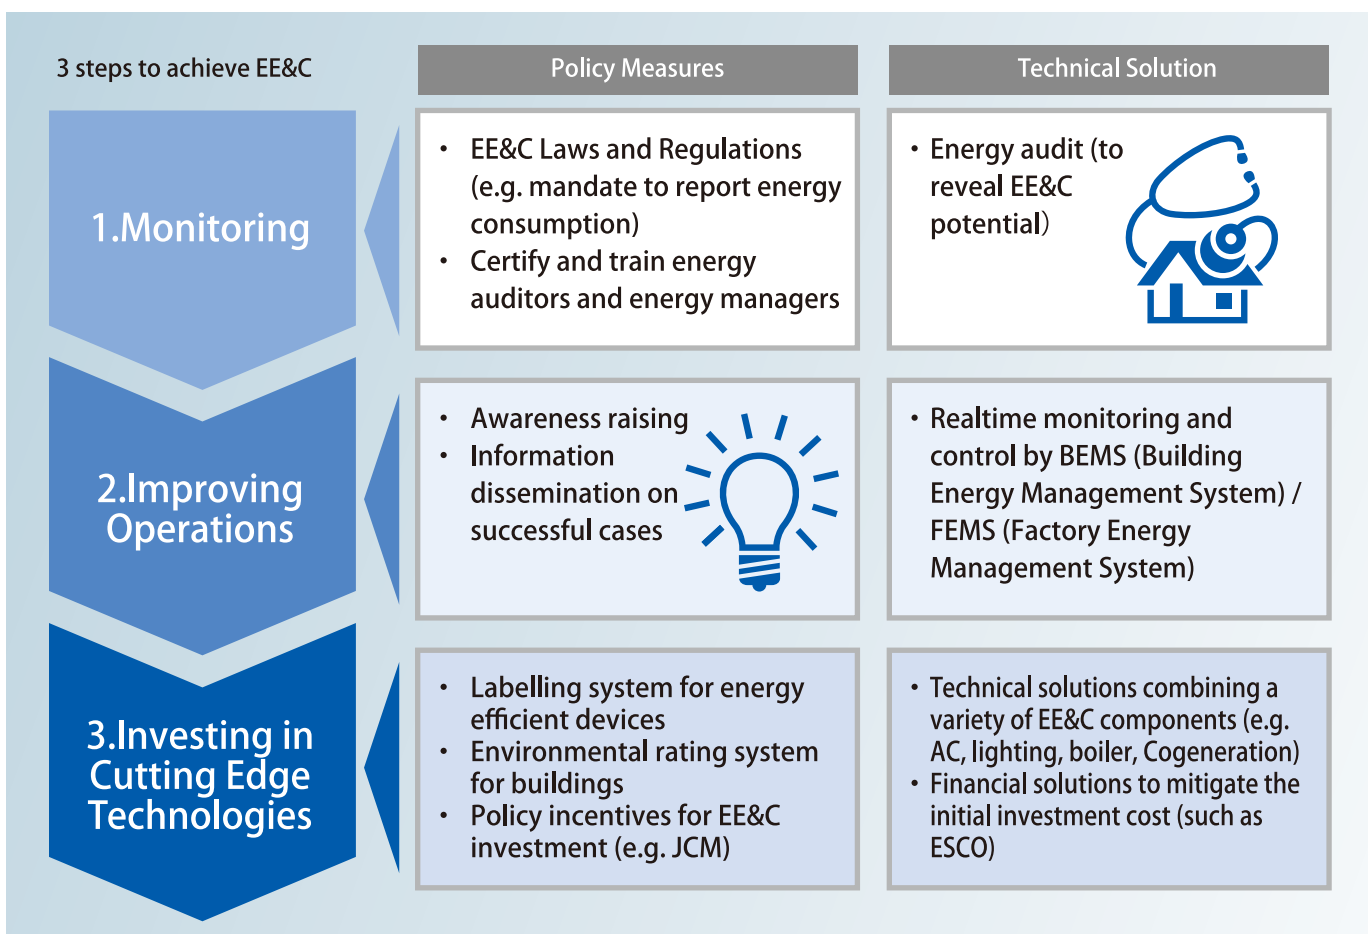 3 steps to achieve EE&C
Policy Measures
Technical Solution
1.Monitoring
・ EE&C Laws and Regulations
(e.g. mandate to report energy
consumption)
・ Certify and train energy
auditors and energy managers
・ Energy audit (to
reveal EE&C
potential)
2.Improving
Operations
・ Awareness raising
・ Information
dissemination on
successful cases
・ Realtime monitoring and
control by BEMS (Building
Energy Management System) /
FEMS (Factory Energy
Management System)
3.Investing in
Cutting Edge
Technologies
・ Labelling system for energy
efficient devices
・ Environmental rating system
for buildings
・ Policy incentives for EE&C
investment (e.g. JCM)
・ Technical solutions combining a
variety of EE&C components (e.g.
AC, lighting, boiler, Cogeneration)
・ Financial solutions to mitigate the
initial investment cost (such as
ESCO)